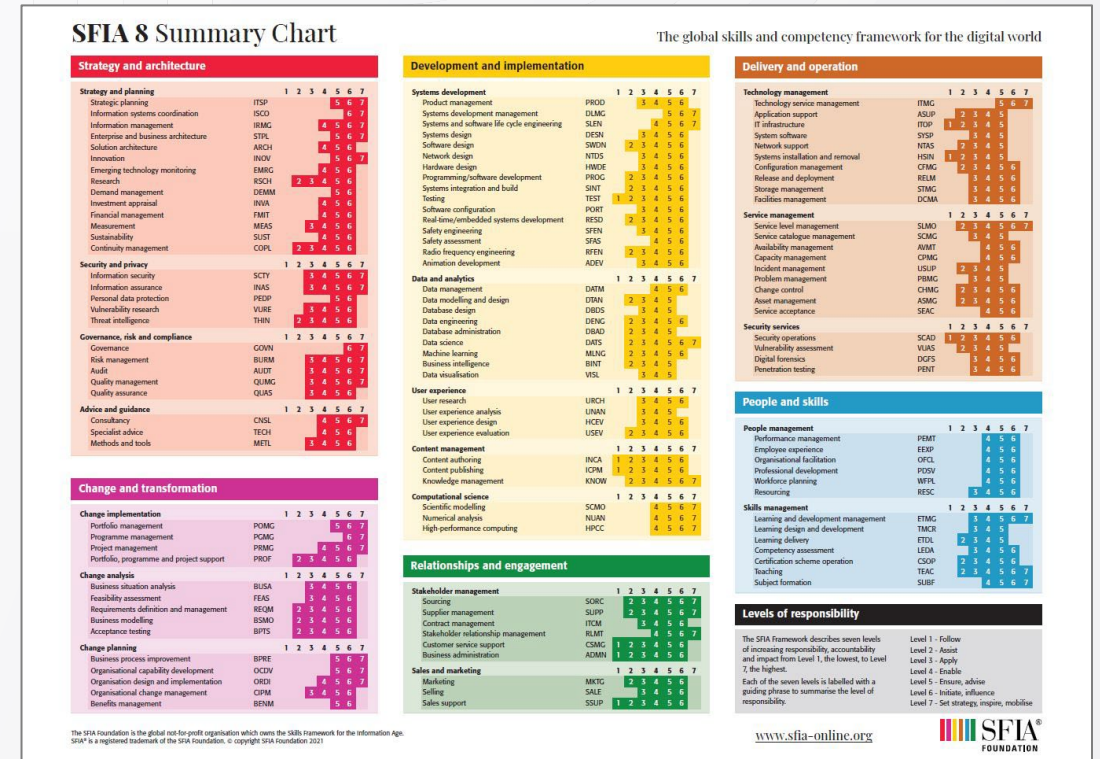 SFIA 8 Summary Chart
The global skills and competency framework for the digital world
Strategy and architecture
Strategy and planning 1 2 3 4 5 6 7
Strategic planning ITSP 5 6 7
Information systems coordination ISCO 6 7
Information management IRMG 4 5 6 7
Enterprise and business architecture STPL 5 6 7
Solution architecture ARCH 4 5 6
Innovation INOV 5 6 7
Emerging technology monitoring EMRG 4 5 6
Research RSCH 2 3 4 5 6
Demand management DEMM 5 6
Investment appraisal INVA 4 5 6
Financial management FMIT 4 5 6
Measurement MEAS 3 4 5 6
Sustainability SUST 4 5 6
Continuity management COPL 2 3 4 5 6
Security and privacy 1 2 3 4 5 6 7
Information security SCTY 3 4 5 6 7
Information assurance INAS 3 4 5 6 7
Personal data protection PEDP 5 6
Vulnerability research VURE 3 4 5 6
Threat intelligence THIN 2 3 4 5 6
Governance, risk and compliance 1 2 3 4 5 6 7
Governance GOVN 6 7
Risk management BURM 3 4 5 6 7
Audit AUDT 3 4 5 6 7
Quality management QUMG 3 4 5 6 7
Quality assurance QUAS 3 4 5 6
Advice and guidance 1 2 3 4 5 6 7
Consultancy CNSL 4 5 6 7
Specialist advice TECH 4 5 6
Methods and tools METL 3 4 5 6
Change and transformation
Change implementation 1 2 3 4 5 6 7
Portfolio management POMG 5 6 7
Programme management PGMG 6 7
Project management PRMG 4 5 6 7
Portfolio, programme and project support PROF 2 3 4 5 6
Change analysis 1 2 3 4 5 6 7
Business situation analysis BUSA 3 4 5 6
Feasibility assessment FEAS 3 4 5 6
Requirements definition and management REQM 2 3 4 5 6
Business modelling BSMO 2 3 4 5 6
Acceptance testing BPTS 2 3 4 5 6
Change planning 1 2 3 4 5 6 7
Business process improvement BPRE 5 6 7
Organisational capability development OCDV 5 6 7
Organisation design and implementation ORDI 4 5 6 7
Organisational change management CIPM 3 4 5 6
Benefits management BENM 5 6
Development and implementation
Systems development 1 2 3 4 5 6 7
Product management PROD 3 4 5 6
Systems development management DLMG 5 6 7
Systems and software life cycle engineering SLEN 4 5 6 7
Systems design DESN 3 4 5 6
Software design SWDN 2 3 4 5 6
Network design NTDS 3 4 5 6
Hardware design HWDE 3 4 5 6
Programming/software development PROG 2 3 4 5 6
Systems integration and build SINT 2 3 4 5 6
Testing TEST 1 2 3 4 5 6
Software configuration PORT 3 4 5 6
Real-time/embedded systems development RESD 2 3 4 5 6
Safety engineering SFEN 3 4 5 6
Safety assessment SFAS 4 5 6
Radio frequency engineering RFEN 2 3 4 5 6
Animation development ADEV 3 4 5 6
Data and analytics 1 2 3 4 5 6 7
Data management DATM 4 5 6
Data modelling and design DTAN 2 3 4 5
Database design DBDS 3 4 5
Data engineering DENG 2 3 4 5 6
Database administration DBAD 2 3 4 5
Data science DATS 2 3 4 5 6 7
Machine learning MLNG 2 3 4 5 6
Business intelligence BINT 2 3 4 5
Data visualisation VISL 3 4 5
User experience 1 2 3 4 5 6 7
User research URCH 3 4 5 6
User experience analysis UNAN 3 4 5
User experience design HCEV 3 4 5 6
User experience evaluation USEV 2 3 4 5 6
Content management 1 2 3 4 5 6 7
Content authoring INCA 1 2 3 4 5 6
Content publishing ICPM 1 2 3 4 5 6
Knowledge management KNOW 2 3 4 5 6 7
Computational science 1 2 3 4 5 6 7
Scientific modelling SCMO 4 5 6 7
Numerical analysis NUAN 4 5 6 7
High-performance computing HPCC 4 5 6 7
Relationships and engagement
Stakeholder management 1 2 3 4 5 6 7
Sourcing SORC 2 3 4 5 6 7
Supplier management SUPP 2 3 4 5 6 7
Contract management ITCM 3 4 5 6
Stakeholder relationship management RLMT 4 5 6 7
Customer service support CSMG 1 2 3 4 5 6
Business administration ADMN 1 2 3 4 5 6
Sales and marketing 1 2 3 4 5 6 7
Marketing MKTG 2 3 4 5 6
Selling SALE 3 4 5 6
Sales support SSUP 1 2 3 4 5 6
Delivery and operation
Technology management 1 2 3 4 5 6 7
Technology service management ITMG 5 6 7
Application support ASUP 2 3 4 5
IT infrastructure ITOP 1 2 3 4 5
System software SYSP 3 4 5
Network support NTAS 2 3 4 5
Systems installation and removal HSIN 1 2 3 4 5
Configuration management CFMG 2 3 4 5 6
Release and deployment RELM 3 4 5 6
Storage management STMG 3 4 5 6
Facilities management DCMA 3 4 5 6
Service management 1 2 3 4 5 6 7
Service level management SLMO 2 3 4 5 6 7
Service catalogue management SCMG 3 4 5
Availability management AVMT 4 5 6
Capacity management CPMG 4 5 6
Incident management USUP 2 3 4 5
Problem management PBMG 3 4 5
Change control CHMG 2 3 4 5 6
Asset management ASMG 2 3 4 5 6
Service acceptance SEAC 4 5 6
Security services 1 2 3 4 5 6 7
Security operations SCAD 1 2 3 4 5 6
Vulnerability assessment VUAS 2 3 4 5
Digital forensics DGFS 3 4 5 6
Penetration testing PENT 3 4 5 6
People and skills
People management 1 2 3 4 5 6 7
Performance management PEMT 4 5 6
Employee experience EEXP 4 5 6
Organisational facilitation OFCL 4 5 6
Professional development PDSV 4 5 6
Workforce planning WFPL 4 5 6
Resourcing RESC 3 4 5 6
Skills management 1 2 3 4 5 6 7
Learning and development management ETMG 3 4 5 6 7
Learning design and development TMCR 3 4 5
Learning delivery ETDL 2 3 4 5
Competency assessment LEDA 3 4 5 6
Certification scheme operation CSOP 2 3 4 5 6
Teaching TEAC 2 3 4 5 6 7
Subject formation SUBF 4 5 6 7
Levels of responsibility
The SFIA Framework describes seven levels
of increasing responsibility, accountability
and impact from Level 1, the lowest, to Level
7, the highest.
Each of the seven levels is labelled with a
guiding phrase to summarise the level of
responsibility.
Level 1 - Follow
Level 2 - Assist
Level 3 - Apply
Level 4 - Enable
Level 5 - Ensure, advise
Level 6 - Initiate, influence
Level 7 - Set strategy, inspire, mobilise
The SFIA Foundation is the global not-for-profit organisation which owns the Skills Framework for the Information Age.
SFIA® is a registered trademark of the SFIA Foundation. © copyright SFIA Foundation 2021
www.sfia-online.org
SFIA®
FOUNDATION